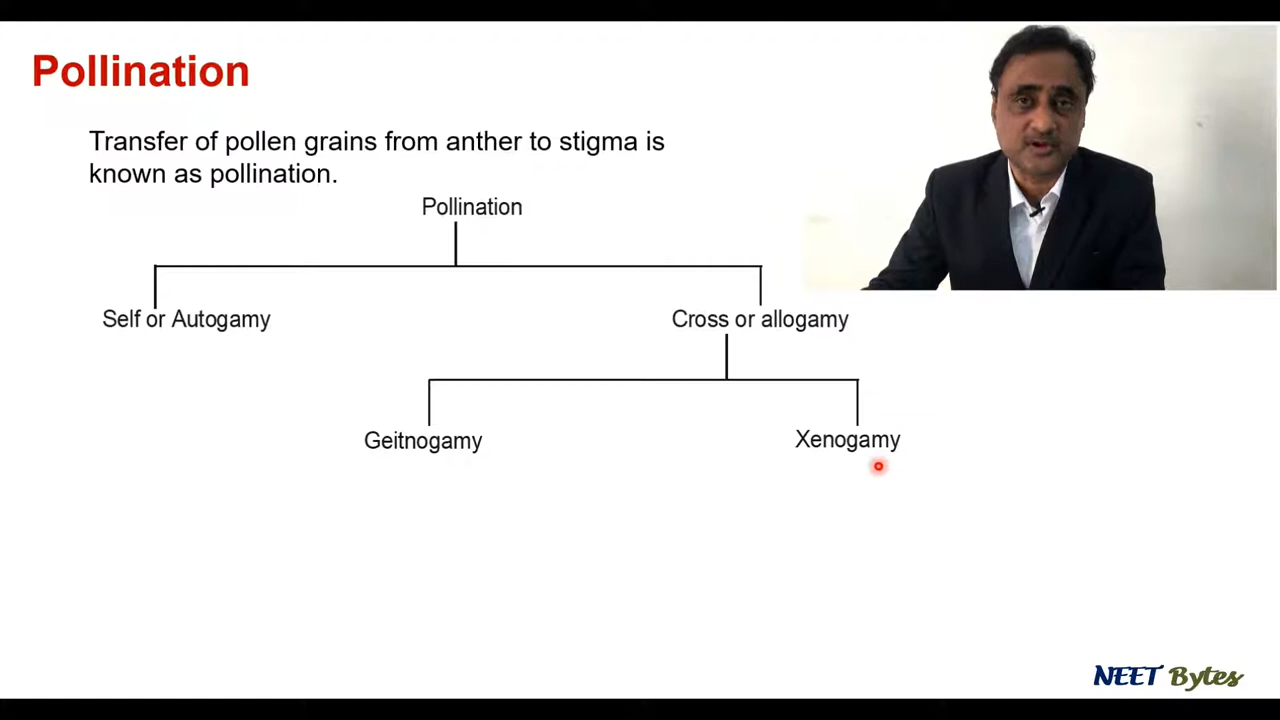 Pollination
Transfer of pollen grains from anther to stigma is
known as pollination.
Pollination
Self or Autogamy
Cross or allogamy
Geitnogamy
Xenogamy
NEET Bytes